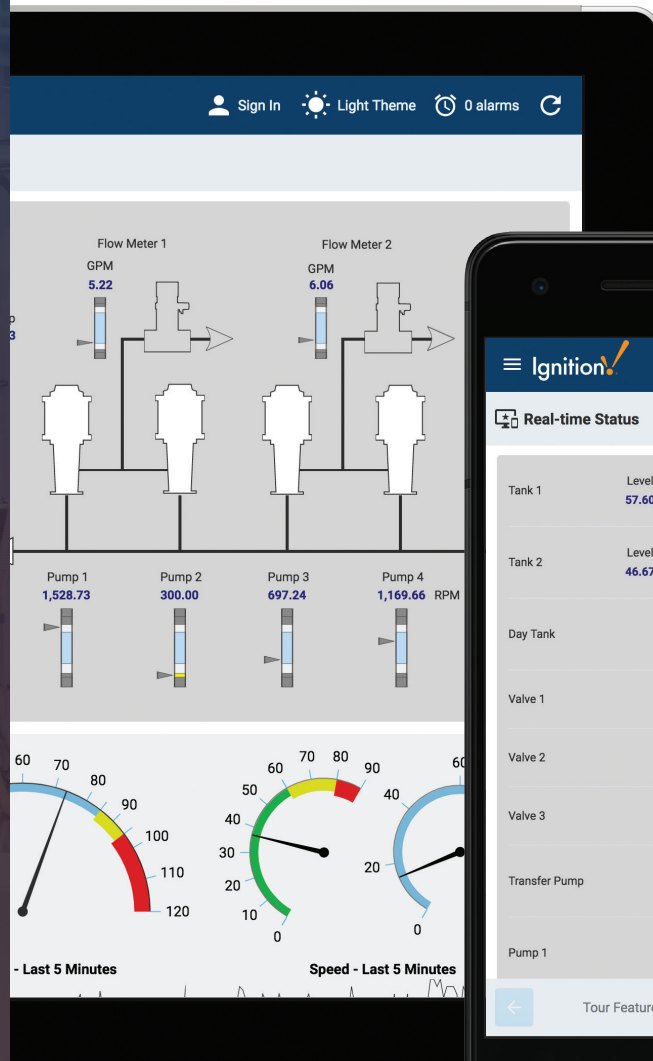 Sign In Light Theme 0 alarms
Flow Meter 1 Flow Meter 2
GPM GPM
5.22 6.06
3
Pump 1 Pump 2 Pump 3 Pump 4
1,528.73 300.00 697.24 1,169.66 RPM
60 70 80 90 100 110 120
0 10 20 30 40 50 60 70 80 90
0 20 40 60
- Last 5 Minutes Speed - Last 5 Minutes
Ignition!
Real-time Status
Tank 1 Level
57.60
Tank 2 Level
46.67
Day Tank
Valve 1
Valve 2
Valve 3
Transfer Pump
Pump 1
Tour Feature